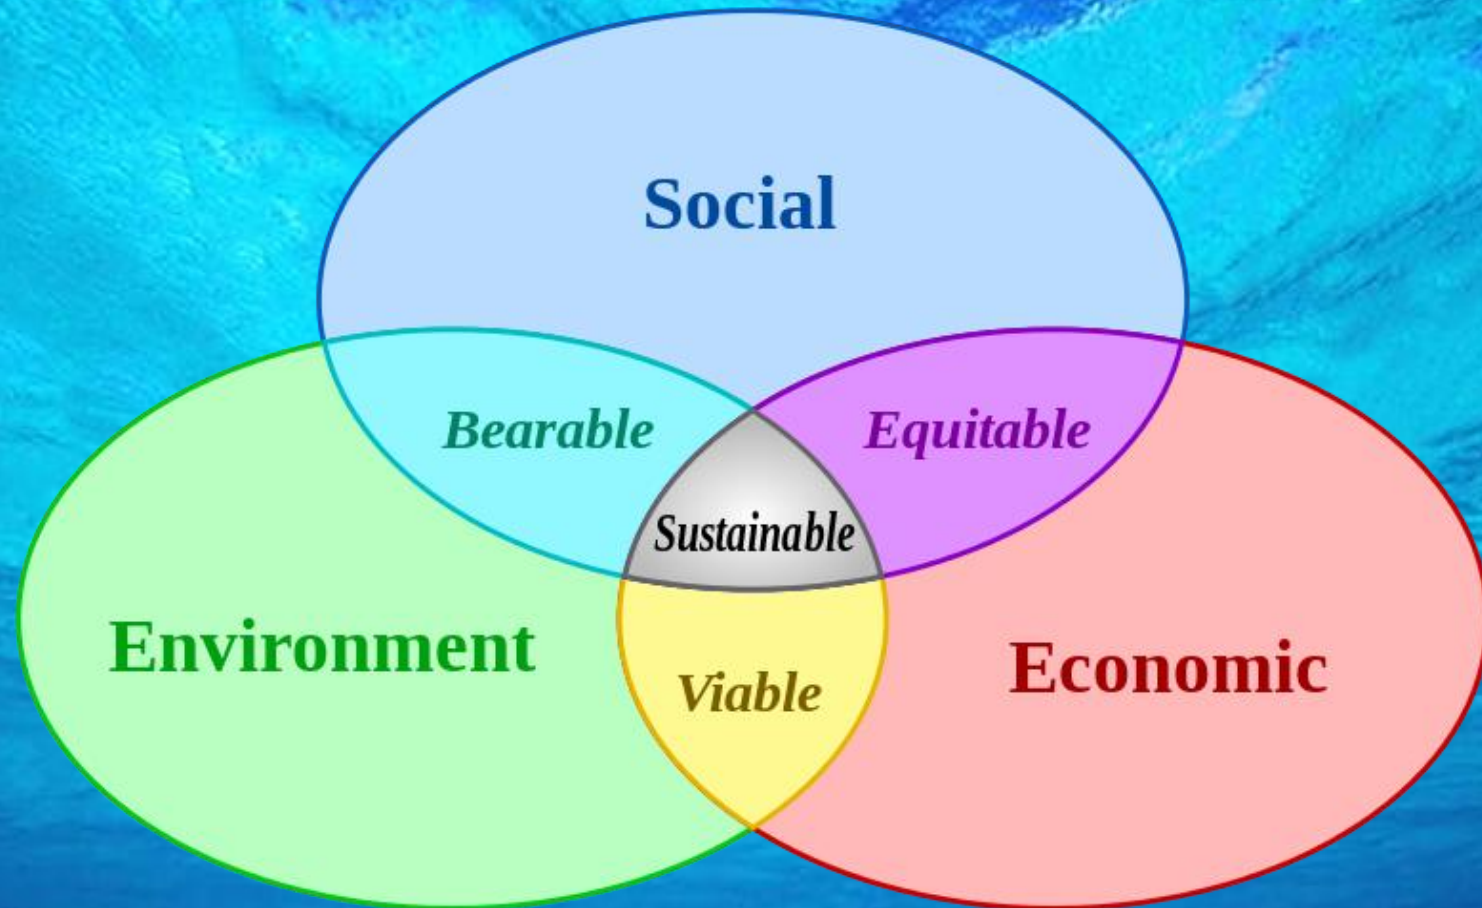 Social
Bearable
Equitable
Sustainable
Environment
Economic
Viable